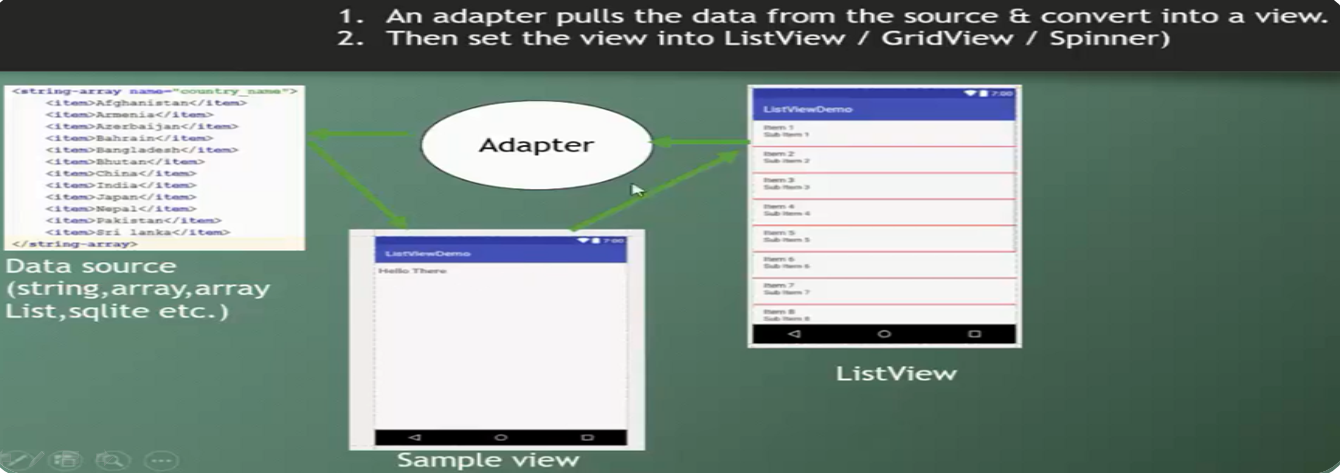 1. An adapter pulls the data from the source & convert into a view.
2. Then set the view into ListView / GridView / Spinner)
<string-array name="country_name">
<item>Afghanistan</item>
<item>Armenia</item>
<item>Azerbaijan</item>
<item>Bahrain</item>
<item>Bangladesh</item>
<item>Bhutan</item>
<item>China</item>
<item>India</item>
<item>Japan</item>
<item>Nepal</item>
<item>Pakistan</item>
<item>Sri lanka</item>
</string-array>
Data source
(string,array,array
List,sqlite etc.)
Adapter
7:00
ListViewDemo
Hello There
Sample view
7:00
ListViewDemo
Item 1
Sub Item 1
Item 2
Sub Item 2
Item 3
Sub Item 3
Item 4
Sub Item 4
Item 5
Sub Item 5
Item 6
Sub Item 6
Item 7
Sub Item 7
Item 8
Sub Item 8
ListView